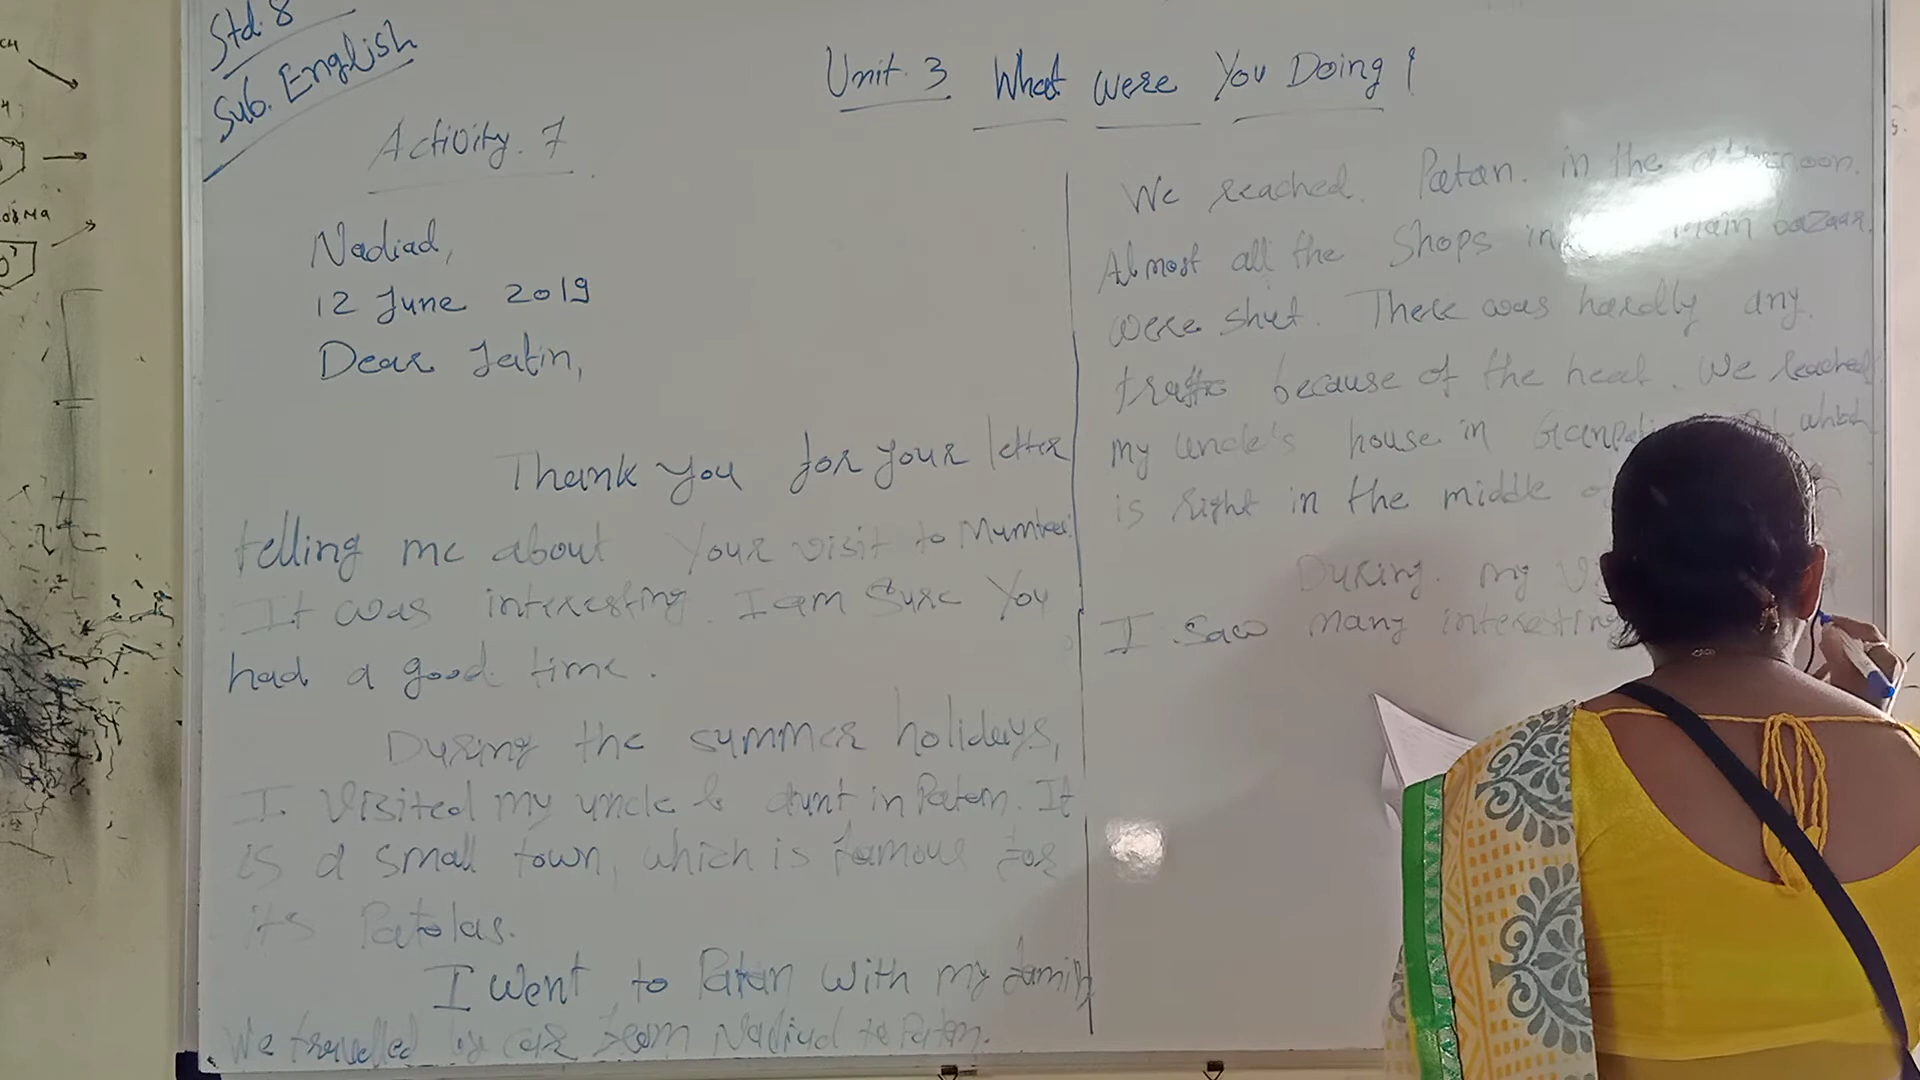 Std. 8
Sub. English
Unit. 3 What were You Doing?
Activity. 7
Nadiad,
12 June 2019
Dear Jatin,
Thank you for your letter
telling me about your visit to Mumbai.
It was interesting. I am Sure You
had a good time.
During the summer holidays,
I visited my uncle & aunt in Patan. It
is a small town, which is famous for
its Patolas.
I went to Patan with my family
We travelled by car from Nadiad to Patan.
We reached Patan. in the afternoon.
Almost all the Shops in main bazaar.
were shut. There was hardly any.
traffic because of the heat. We reached
my uncle's house in which
is right in the middle
During my
I saw many interesting